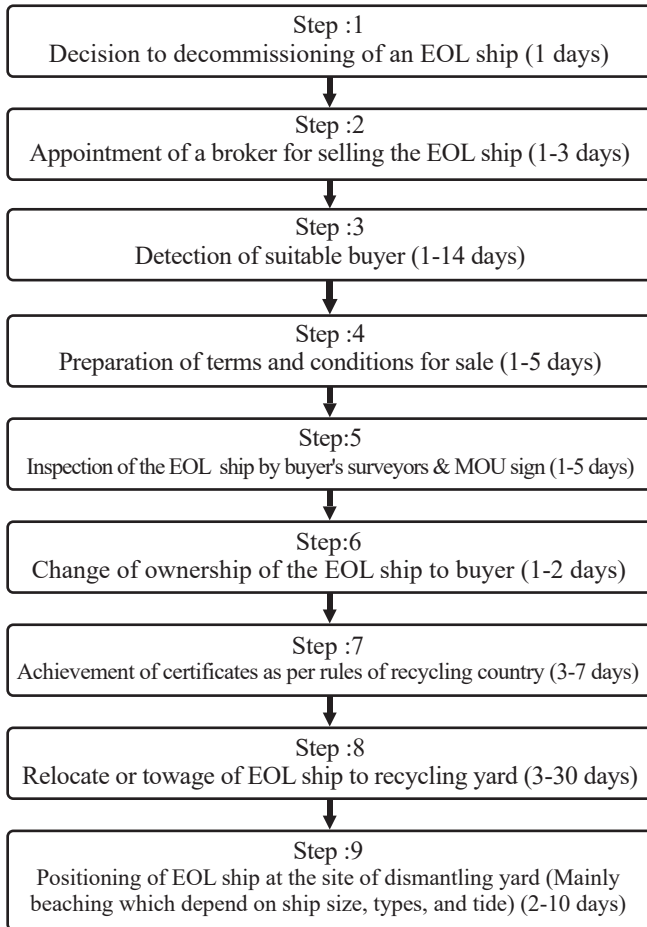 Step :1
Decision to decommissioning of an EOL ship (1 days)
Step :2
Appointment of a broker for selling the EOL ship (1-3 days)
Step :3
Detection of suitable buyer (1-14 days)
Step :4
Preparation of terms and conditions for sale (1-5 days)
Step:5
Inspection of the EOL ship by buyer's surveyors & MOU sign (1-5 days)
Step:6
Change of ownership of the EOL ship to buyer (1-2 days)
Step :7
Achievement of certificates as per rules of recycling country (3-7 days)
Step :8
Relocate or towage of EOL ship to recycling yard (3-30 days)
Step :9
Positioning of EOL ship at the site of dismantling yard (Mainly
beaching which depend on ship size, types, and tide) (2-10 days)